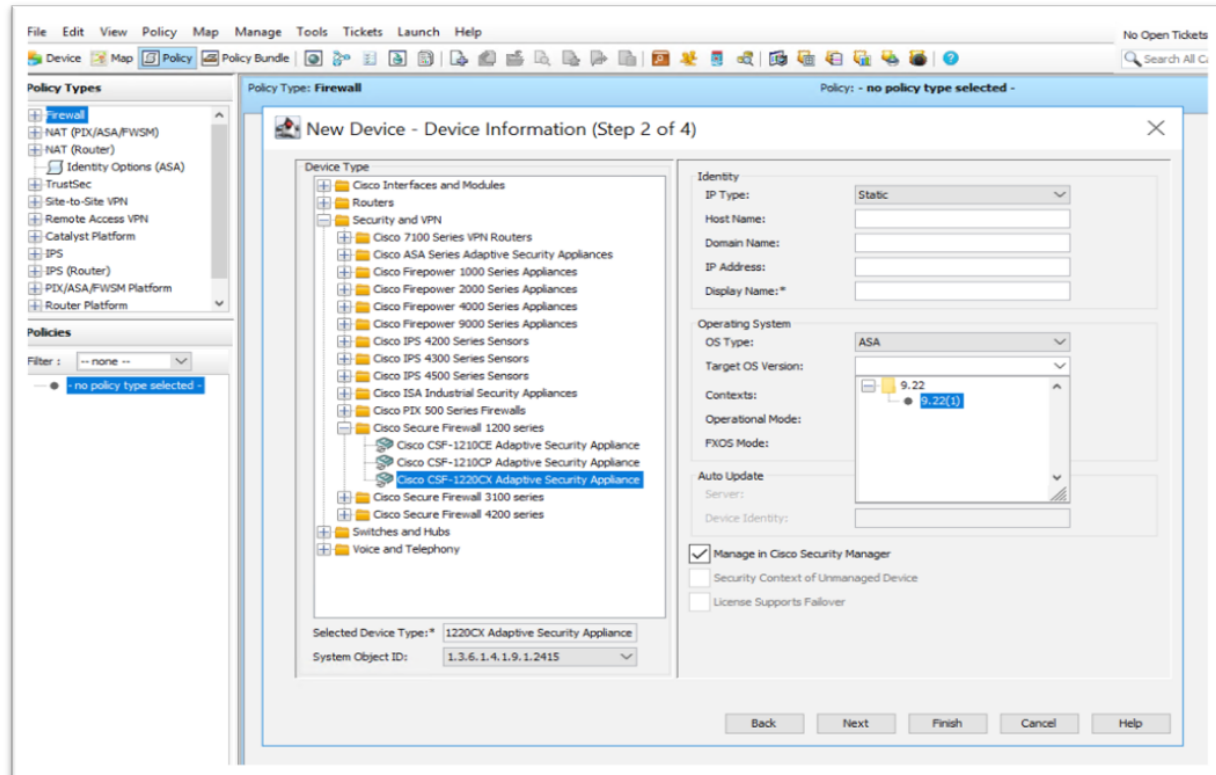 File Edit View Policy Map Manage Tools Tickets Launch Help
No Open Tickets
Device Map Policy Policy Bundle
Search All
Policy Types
Firewall
NAT (PIX/ASA/FWSM)
NAT (Router)
Identity Options (ASA)
TrustSec
Site-to-Site VPN
Remote Access VPN
Catalyst Platform
IPS
IPS (Router)
PIX/ASA/FWSM Platform
Router Platform
Policies
Filter : -- none --
- no policy type selected -
Policy Type: Firewall
Policy: - no policy type selected -
New Device - Device Information (Step 2 of 4)
Device Type
Cisco Interfaces and Modules
Routers
Security and VPN
Cisco 7100 Series VPN Routers
Cisco ASA Series Adaptive Security Appliances
Cisco Firepower 1000 Series Appliances
Cisco Firepower 2000 Series Appliances
Cisco Firepower 4000 Series Appliances
Cisco Firepower 9000 Series Appliances
Cisco IPS 4200 Series Sensors
Cisco IPS 4300 Series Sensors
Cisco IPS 4500 Series Sensors
Cisco ISA Industrial Security Appliances
Cisco PIX 500 Series Firewalls
Cisco Secure Firewall 1200 series
Cisco CSF-1210CE Adaptive Security Appliance
Cisco CSF-1210CP Adaptive Security Appliance
Cisco CSF-1220CX Adaptive Security Appliance
Cisco Secure Firewall 3100 series
Cisco Secure Firewall 4200 series
Switches and Hubs
Voice and Telephony
Selected Device Type:* 1220CX Adaptive Security Appliance
System Object ID: 1.3.6.1.4.1.9.1.2415
Identity
IP Type: Static
Host Name:
Domain Name:
IP Address:
Display Name:*
Operating System
OS Type: ASA
Target OS Version:
9.22
9.22(1)
Contexts:
Operational Mode:
FXOS Mode:
Auto Update
Server:
Device Identity:
Manage in Cisco Security Manager
Security Context of Unmanaged Device
License Supports Failover
Back Next Finish Cancel Help